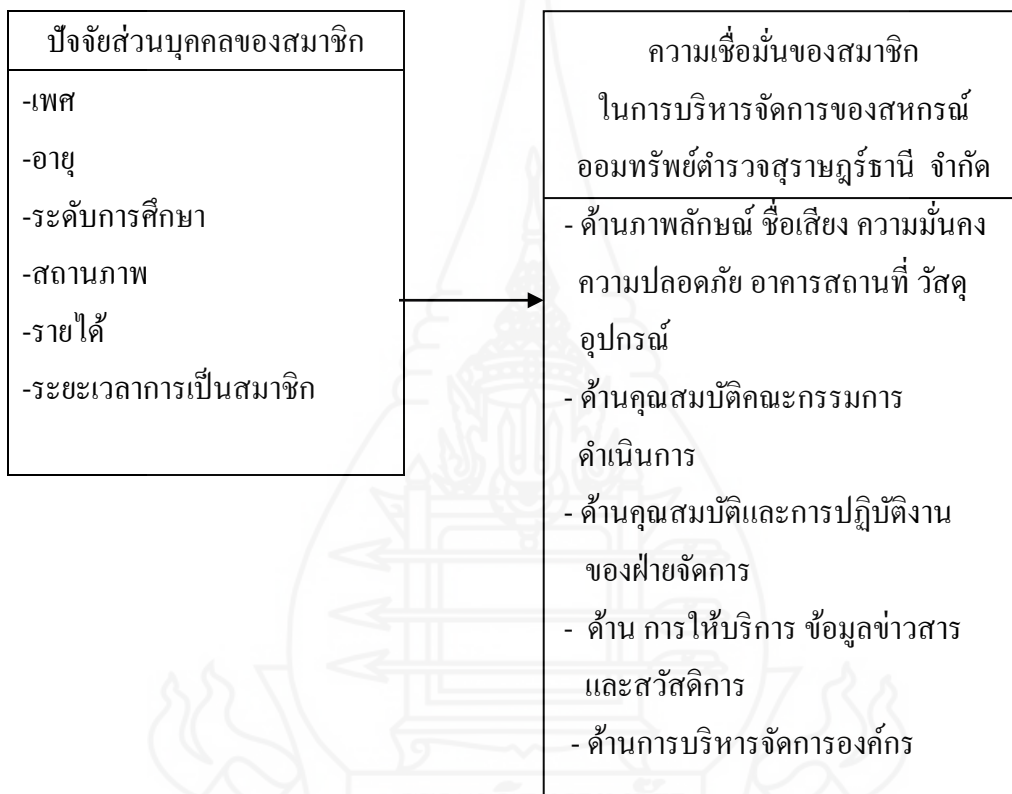 ปัจจัยส่วนบุคคลของสมาชิก
-เพศ
-อายุ
-ระดับการศึกษา
-สถานภาพ
-รายได้
-ระยะเวลาการเป็นสมาชิก
ความเชื่อมั่นของสมาชิก
ในการบริหารจัดการของสหกรณ์
ออมทรัพย์ตำรวจสุราษฎร์ธานี จำกัด
- ด้านภาพลักษณ์ ชื่อเสียง ความมั่นคง
ความปลอดภัย อาคารสถานที่ วัสดุ
อุปกรณ์
- ด้านคุณสมบัติคณะกรรมการ
ดำเนินการ
- ด้านคุณสมบัติและการปฏิบัติงาน
ของฝ่ายจัดการ
- ด้าน การให้บริการ ข้อมูลข่าวสาร
และสวัสดิการ
- ด้านการบริหารจัดการองค์กร